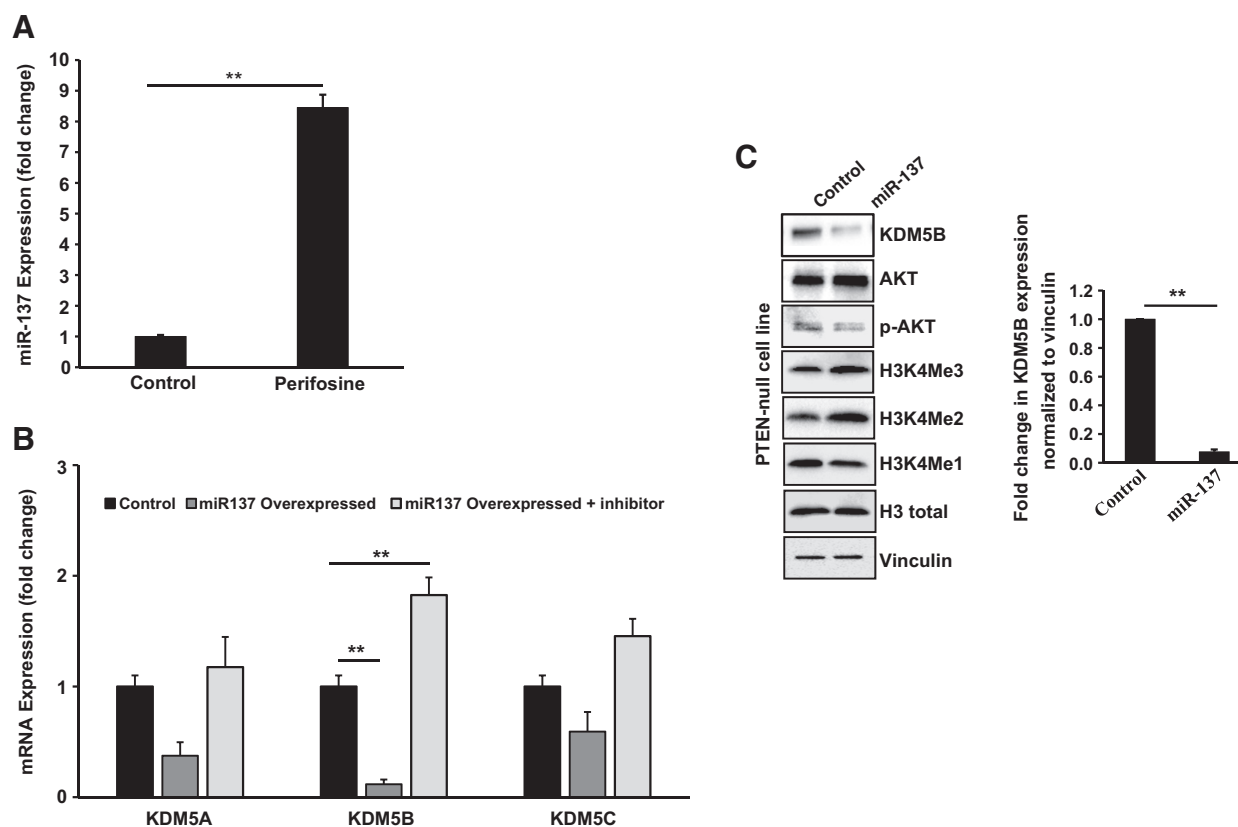 A
miR-137 Expression (fold change)
10
9
8
7
6
5
4
3
2
1
0
**
Control
Perifosine
B
mRNA Expression (fold change)
3
2
1
0
Control
miR137 Overexpressed
miR137 Overexpressed + inhibitor
**
**
KDM5A
KDM5B
KDM5C
C
Control
miR-137
PTEN-null cell line
KDM5B
AKT
p-AKT
H3K4Me3
H3K4Me2
H3K4Me1
H3 total
Vinculin
Fold change in KDM5B expression
normalized to vinculin
1.2
1.0
0.8
0.6
0.4
0.2
0.0
**
Control
miR-137